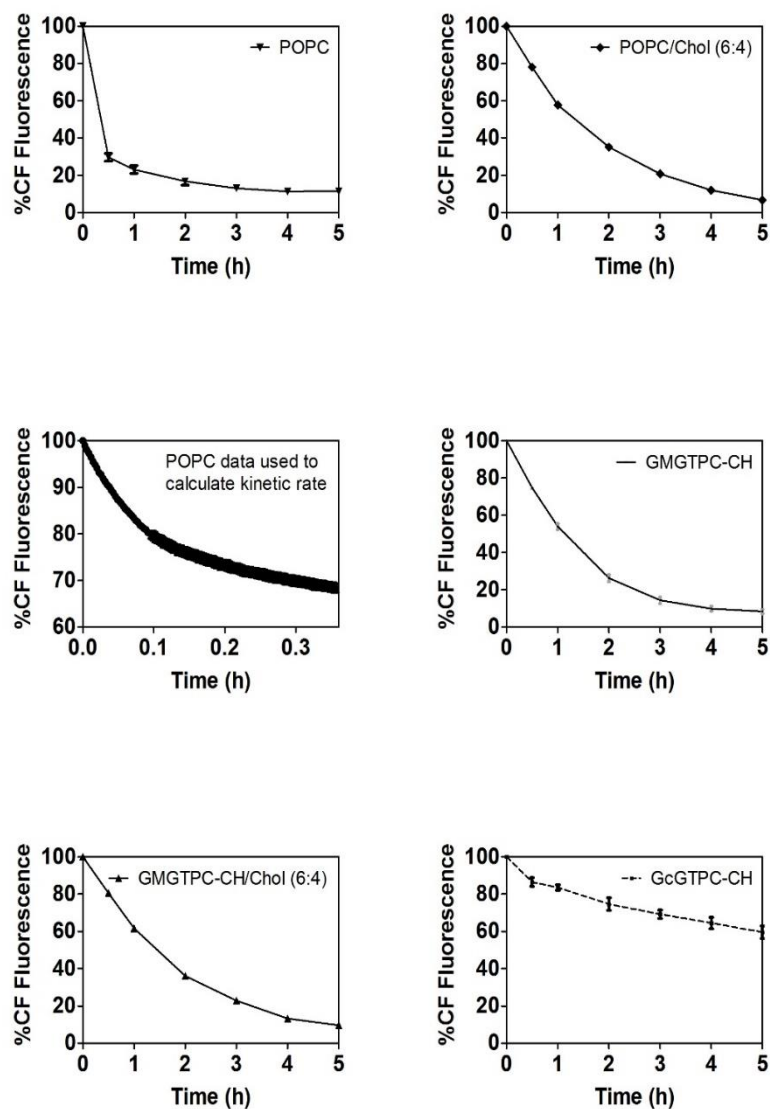 %CF Fluorescence
100
80
60
40
20
0
POPC
0 1 2 3 4 5
Time (h)
%CF Fluorescence
100
80
60
40
20
0
POPC/Chol (6:4)
0 1 2 3 4 5
Time (h)
%CF Fluorescence
100
90
80
70
60
POPC data used to
calculate kinetic rate
0.0 0.1 0.2 0.3
Time (h)
%CF Fluorescence
100
80
60
40
20
0
GMGTPC-CH
0 1 2 3 4 5
Time (h)
%CF Fluorescence
100
80
60
40
20
0
GMGTPC-CH/Chol (6:4)
0 1 2 3 4 5
Time (h)
%CF Fluorescence
100
80
60
40
20
0
GcGTPC-CH
0 1 2 3 4 5
Time (h)